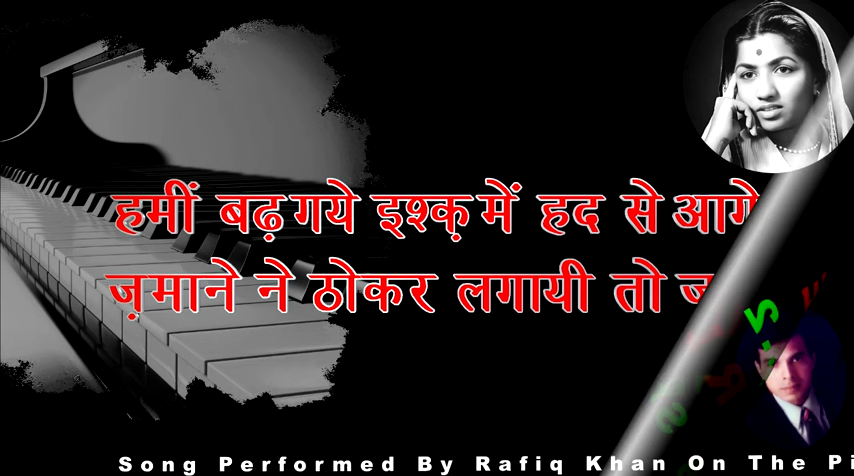 हमीं बढ़ गये इश्क़ में हद से आगे
ज़माने ने ठोकर लगायी तो
Song Performed By Rafiq Khan On The